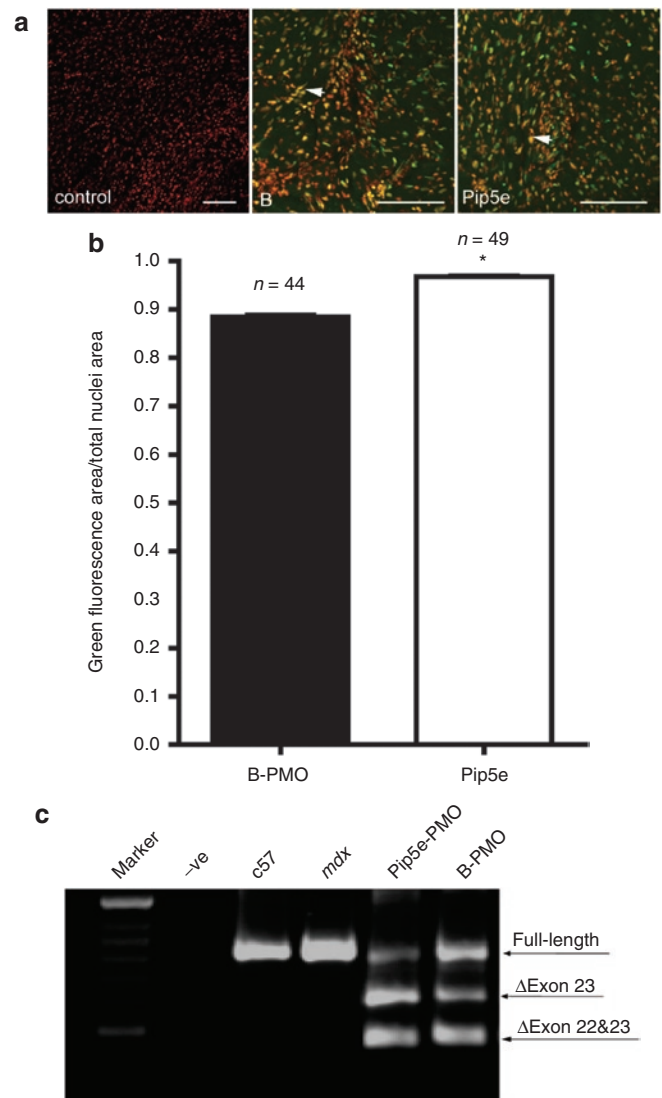 a
control
B
Pip5e
b
Green fluorescence area/total nuclei area
1.0
0.9
0.8
0.7
0.6
0.5
0.4
0.3
0.2
0.1
0.0
n = 44
n = 49
*
B-PMO
Pip5e
c
Marker
–ve
c57
mdx
Pip5e-PMO
B-PMO
Full-length
ΔExon 23
ΔExon 22&23